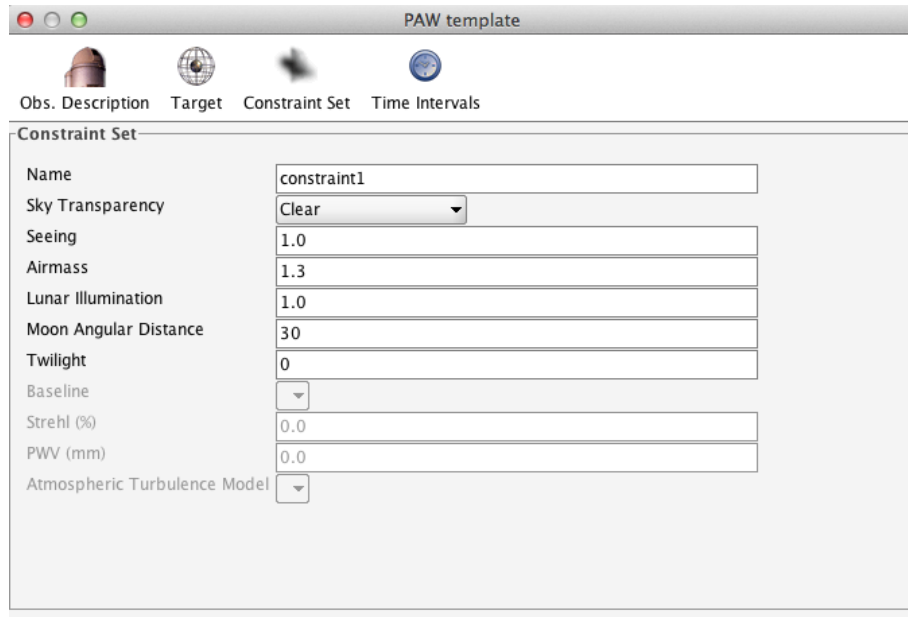 PAW template
Obs. Description Target Constraint Set Time Intervals
Constraint Set
Name constraint1
Sky Transparency Clear
Seeing 1.0
Airmass 1.3
Lunar Illumination 1.0
Moon Angular Distance 30
Twilight 0
Baseline
Strehl (%) 0.0
PWV (mm) 0.0
Atmospheric Turbulence Model